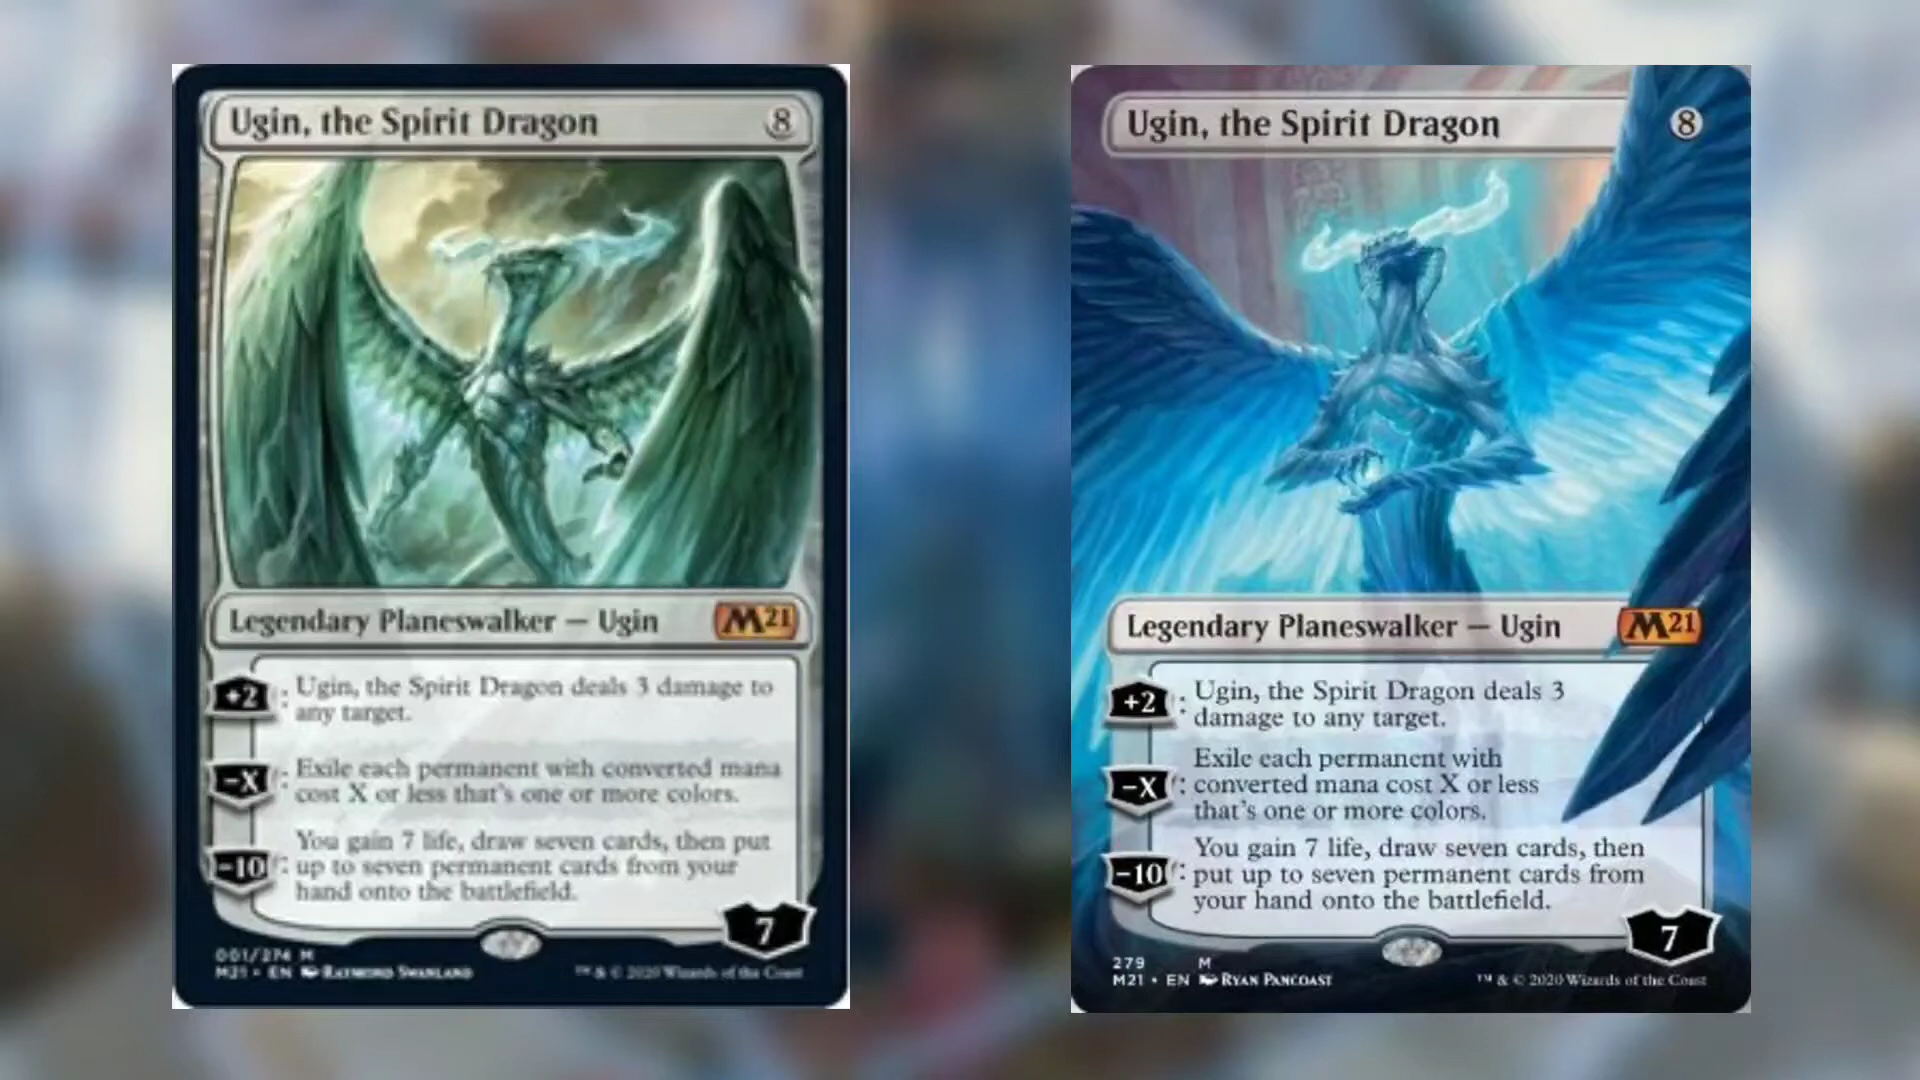 Ugin, the Spirit Dragon 8
Legendary Planeswalker — Ugin M21
+2: Ugin, the Spirit Dragon deals 3 damage to
any target.
-X: Exile each permanent with converted mana
cost X or less that's one or more colors.
You gain 7 life, draw seven cards, then put
-10: up to seven permanent cards from your
hand onto the battlefield.
7
001/274 M
M21 • EN Raymond Swanland ™ & © 2020 Wizards of the Coast
Ugin, the Spirit Dragon 8
Legendary Planeswalker — Ugin M21
+2: Ugin, the Spirit Dragon deals 3
damage to any target.
Exile each permanent with
-X: converted mana cost X or less
that's one or more colors.
You gain 7 life, draw seven cards, then
-10: put up to seven permanent cards from
your hand onto the battlefield.
7
279 M
M21 • EN Ryan Pancoast ™ & © 2020 Wizards of the Coast